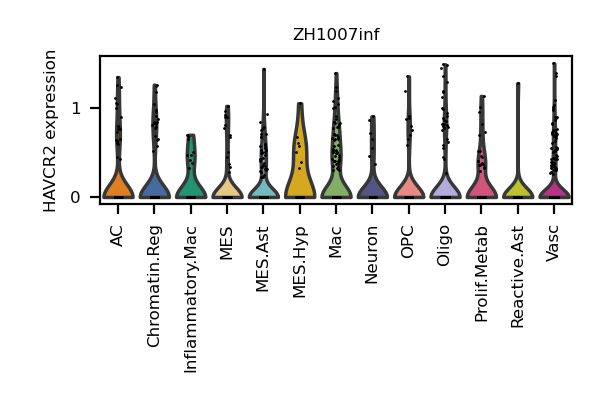 ZH1007inf
HAVCR2 expression
1
0
AC
Chromatin.Reg
Inflammatory.Mac
MES
MES.Ast
MES.Hyp
Mac
Neuron
OPC
Oligo
Prolif.Metab
Reactive.Ast
Vasc